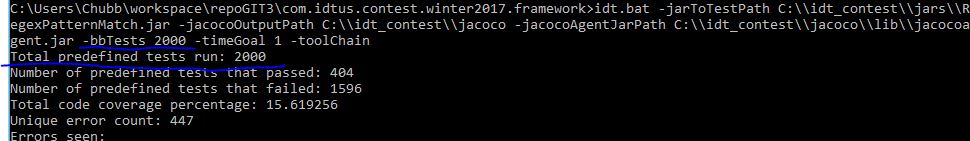 C:\Users\Chubb\workspace\repoGIT3\com.idtus.contest.winter2017.framework>idt.bat -jarToTestPath C:\\idt_contest\\jars\\R
egexPatternMatch.jar -jacocoOutputPath C:\\idt_contest\\jacoco -jacocoAgentJarPath C:\\idt_contest\\jacoco\\lib\\jacocoa
gent.jar -bbTests 2000 -timeGoal 1 -toolChain
Total predefined tests run: 2000
Number of predefined tests that passed: 404
Number of predefined tests that failed: 1596
Total code coverage percentage: 15.619256
Unique error count: 447
Errors seen: